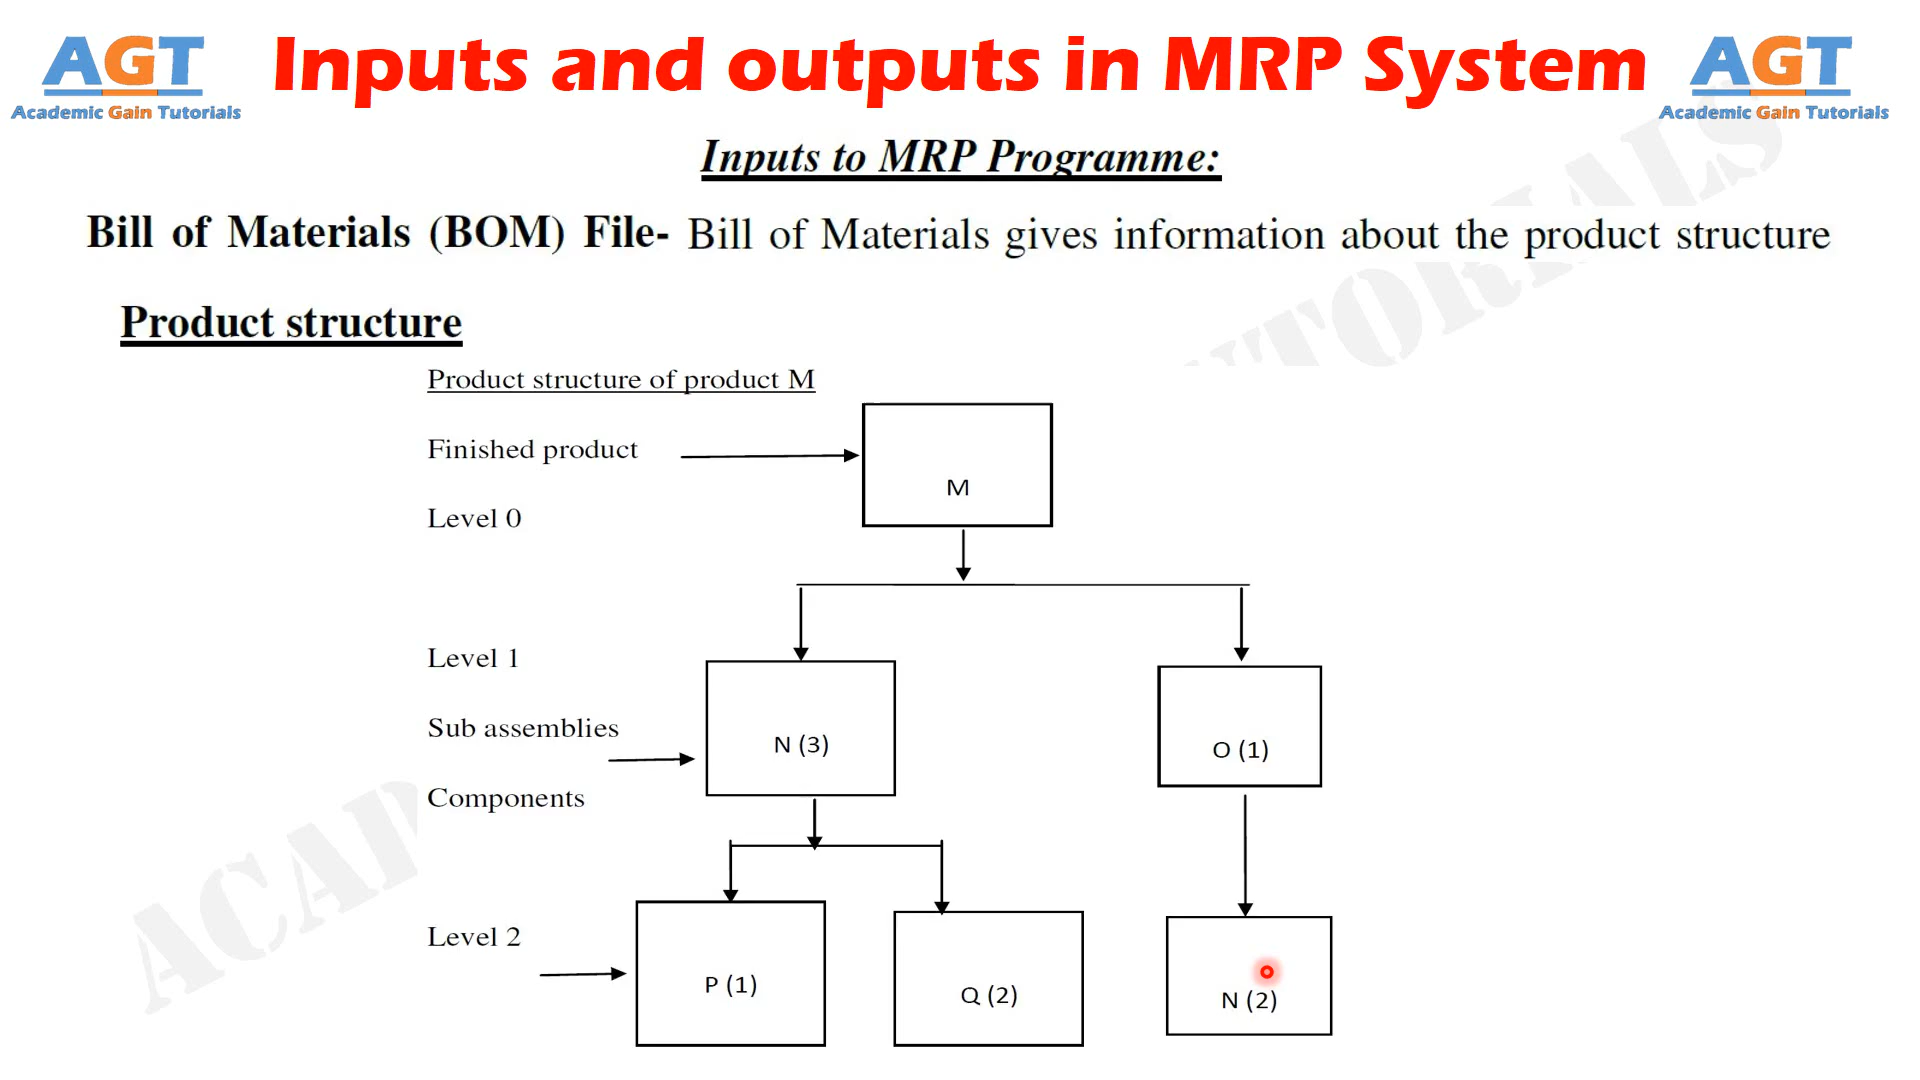 AGT
Academic Gain Tutorials
Inputs and outputs in MRP System
AGT
Academic Gain Tutorials
Inputs to MRP Programme:
Bill of Materials (BOM) File- Bill of Materials gives information about the product structure
Product structure
Product structure of product M
Finished product
M
Level 0
Level 1
Sub assemblies
N (3)
O (1)
Components
Level 2
P (1)
Q (2)
N (2)